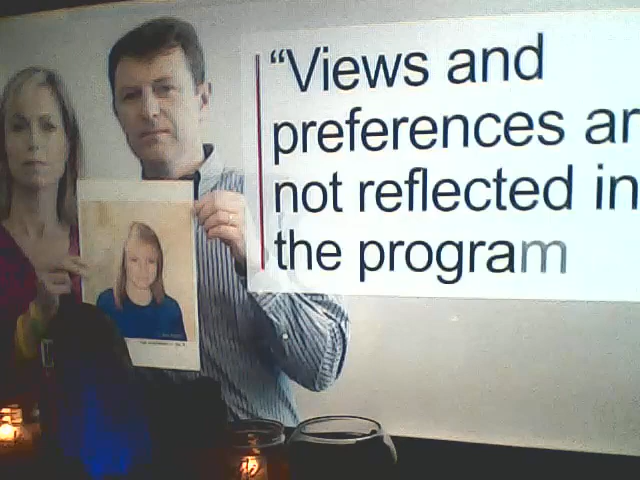 “Views and
preferences ar
not reflected in
the program